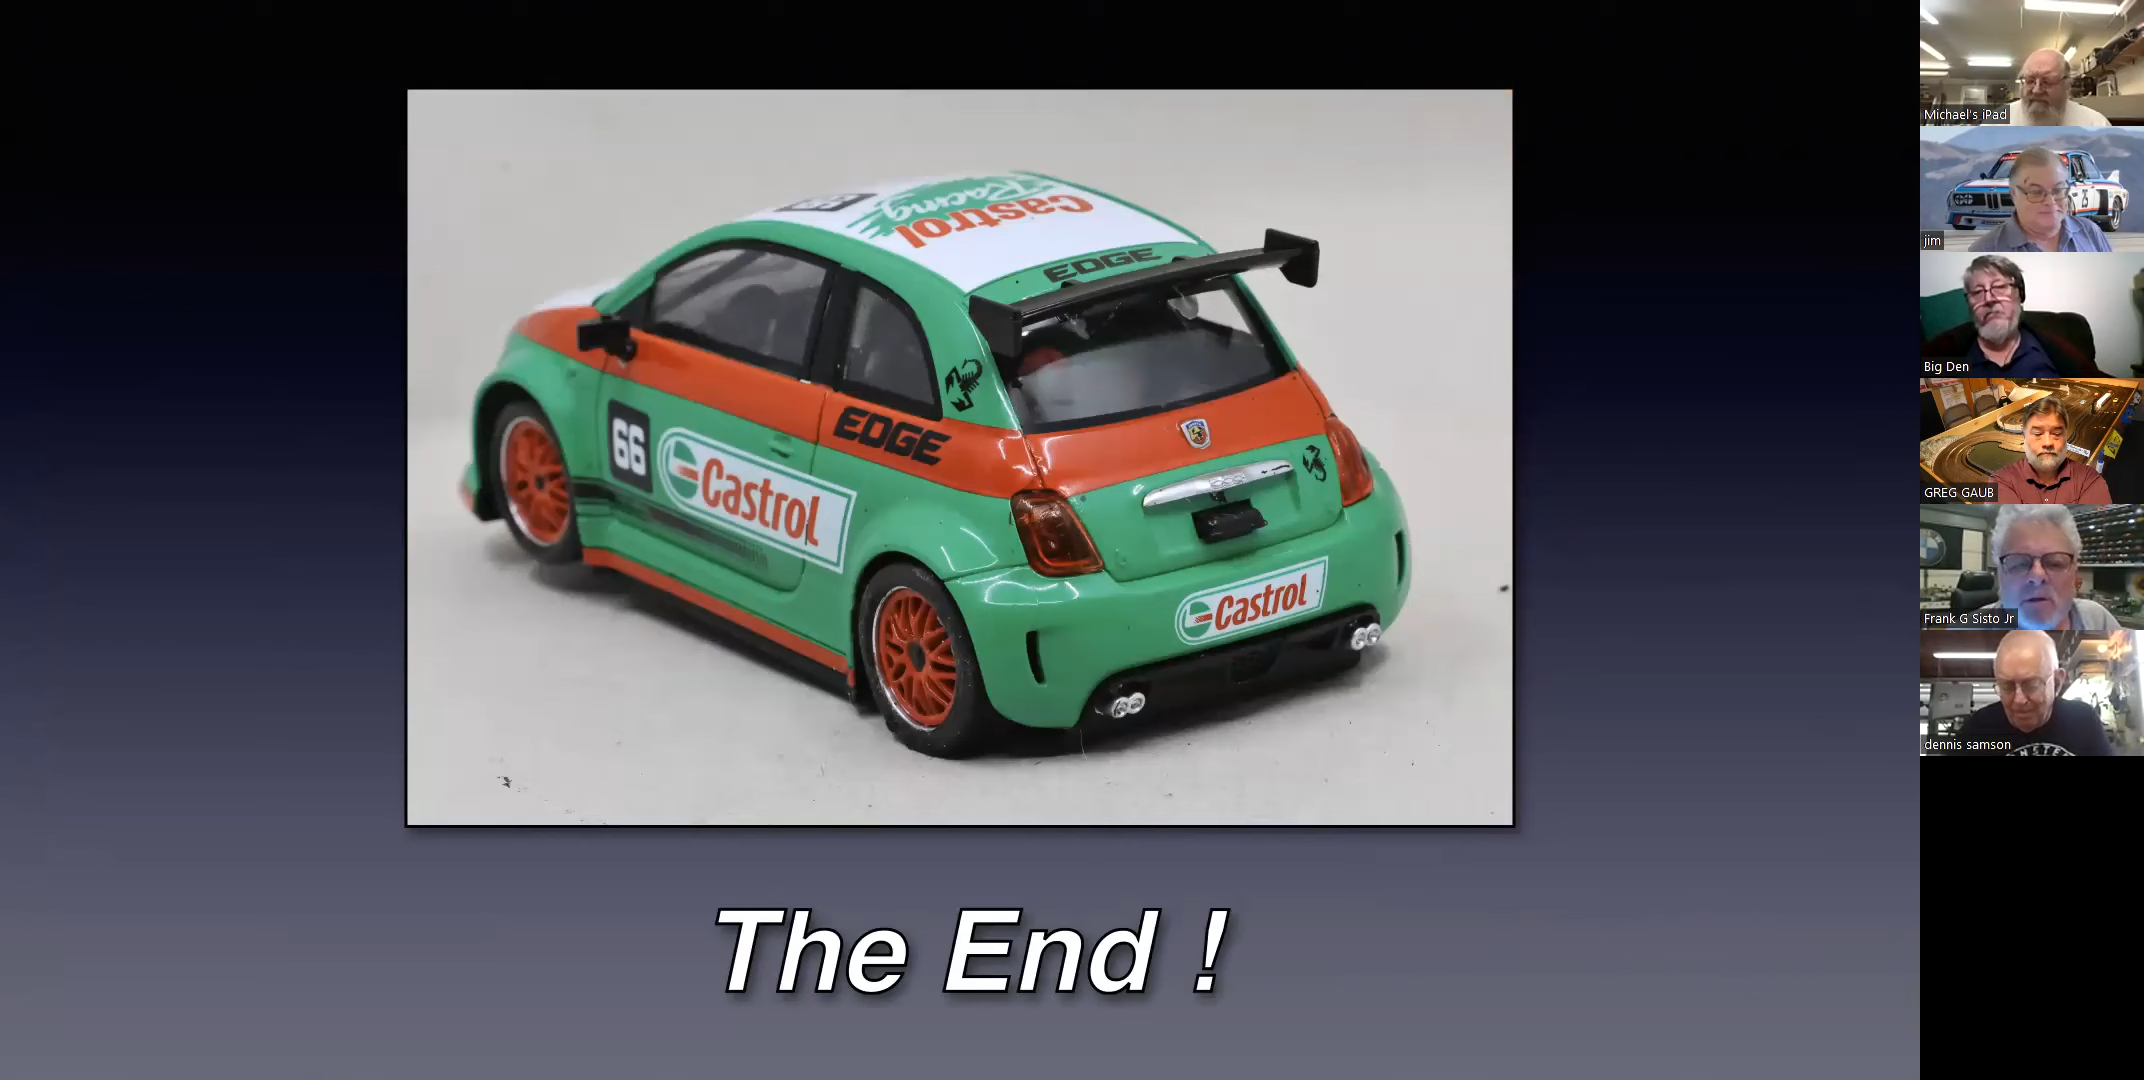 Castrol
Racing
EDGE
EDGE
66
Castrol
Castrol
The End !
Michael's iPad
jim
Big Den
GREG GAUB
Frank G Sisto Jr
dennis samson